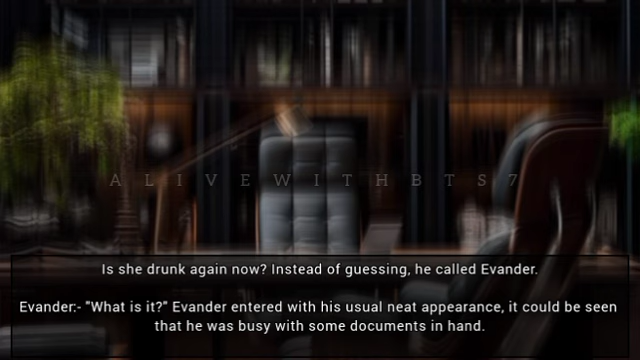 A L I V E W I T H B T S 7
Is she drunk again now? Instead of guessing, he called Evander.
Evander:- "What is it?" Evander entered with his usual neat appearance, it could be seen
that he was busy with some documents in hand.